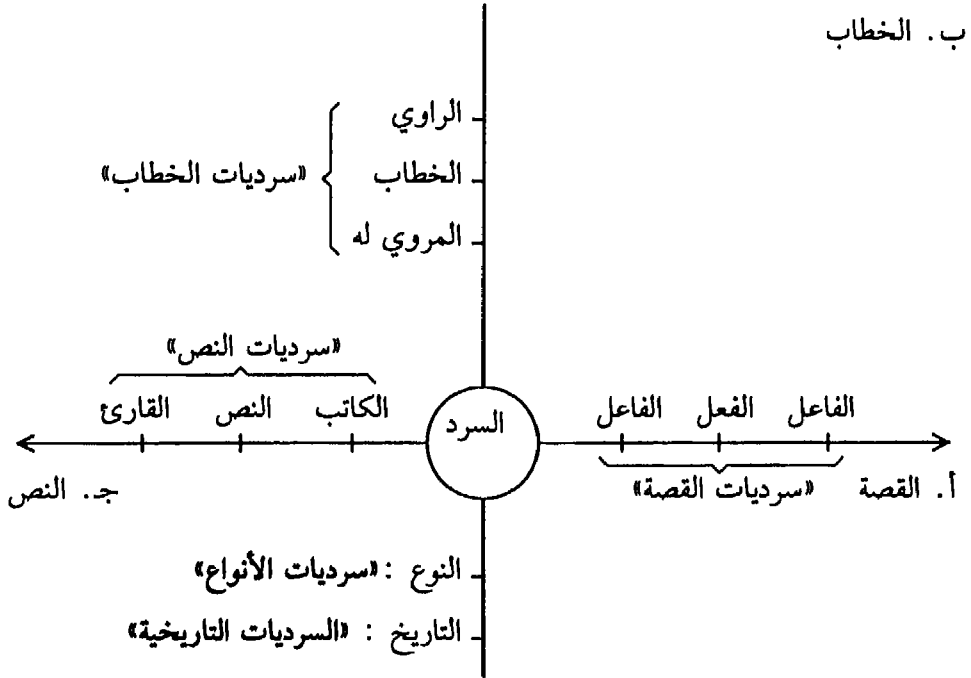 ب. الخطاب
الراوي
الخطاب
«سرديات الخطاب»
المروي له
«سرديات النص»
الفاعل الفعل الفاعل
السرد
الكاتب النص القارئ
أ. القصة «سرديات القصة»
جـ. النص
النوع : «سرديات الأنواع»
التاريخ : «السرديات التاريخية»